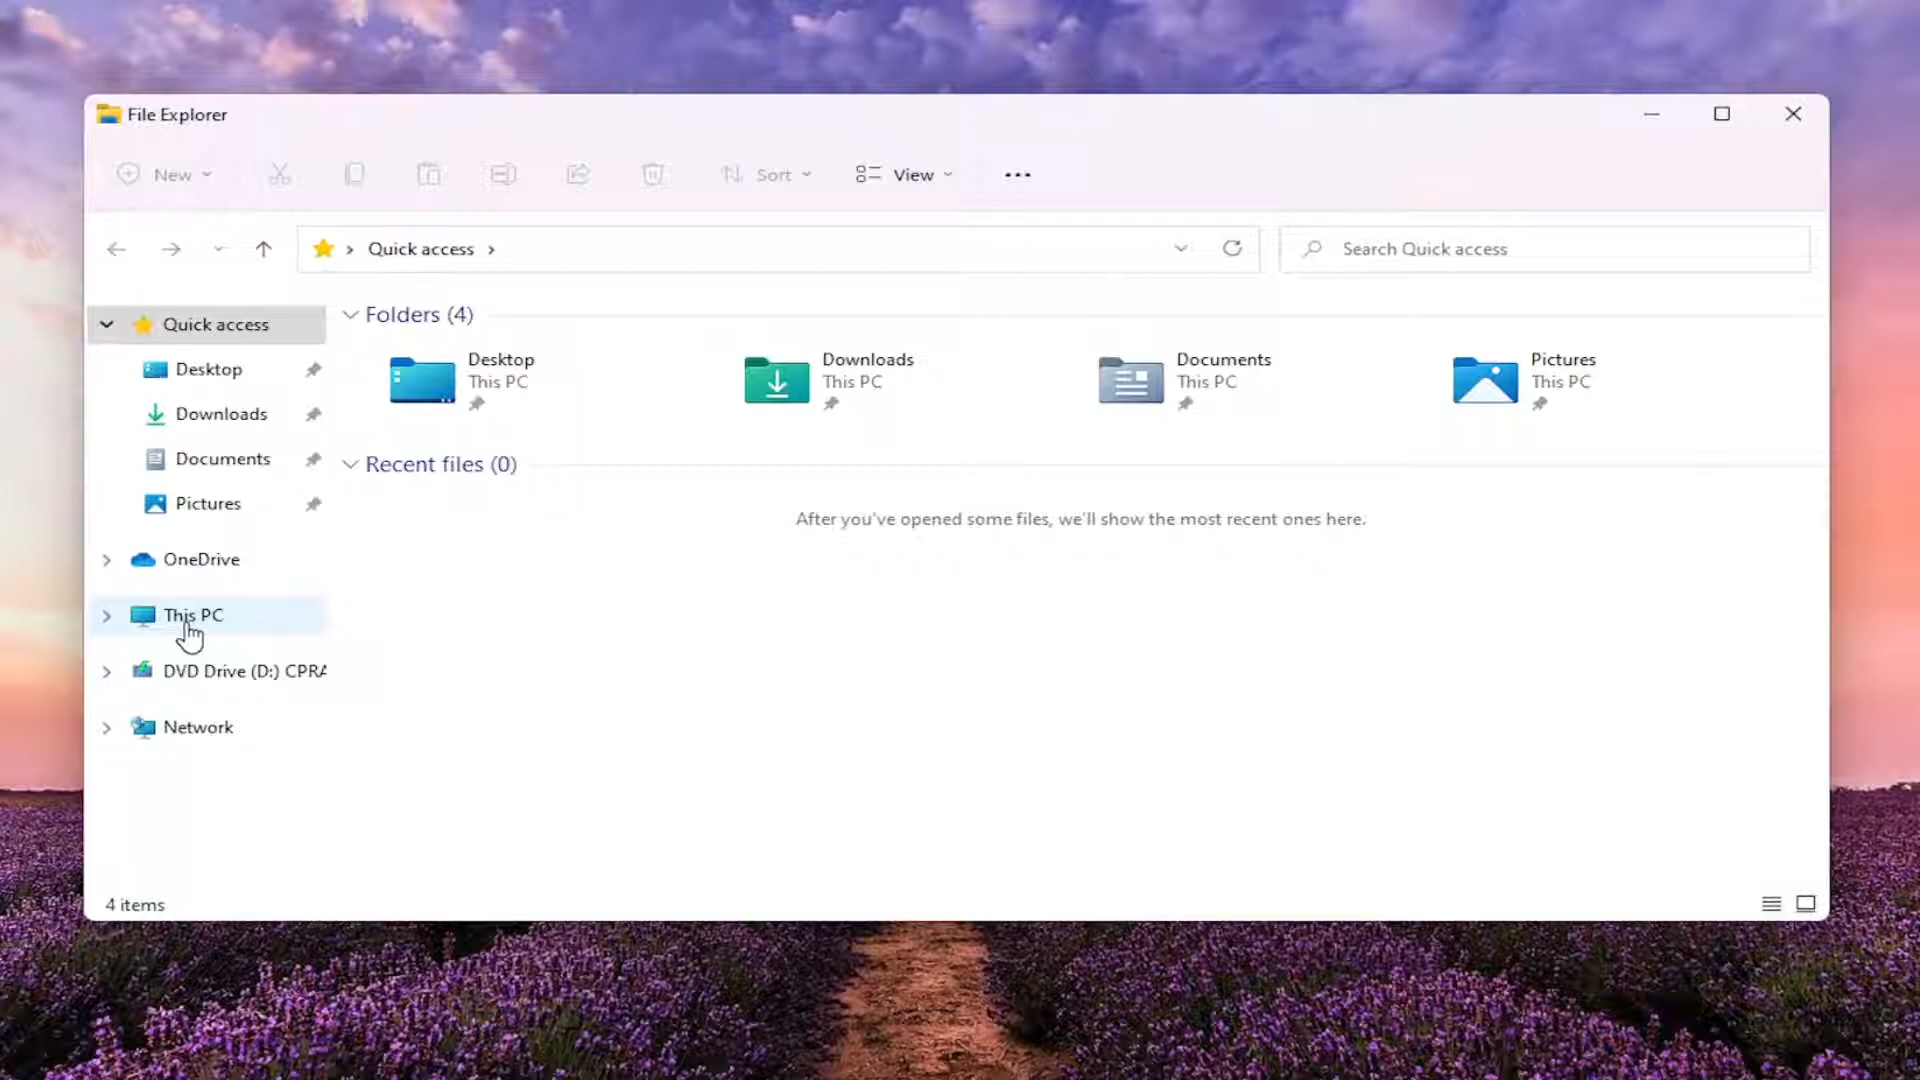 File Explorer
New
Sort
View
Quick access
Search Quick access
Quick access
Desktop
Downloads
Documents
Pictures
OneDrive
This PC
DVD Drive (D:) CPRA
Network
Folders (4)
Desktop
This PC
Downloads
This PC
Documents
This PC
Pictures
This PC
Recent files (0)
After you've opened some files, we'll show the most recent ones here.
4 items